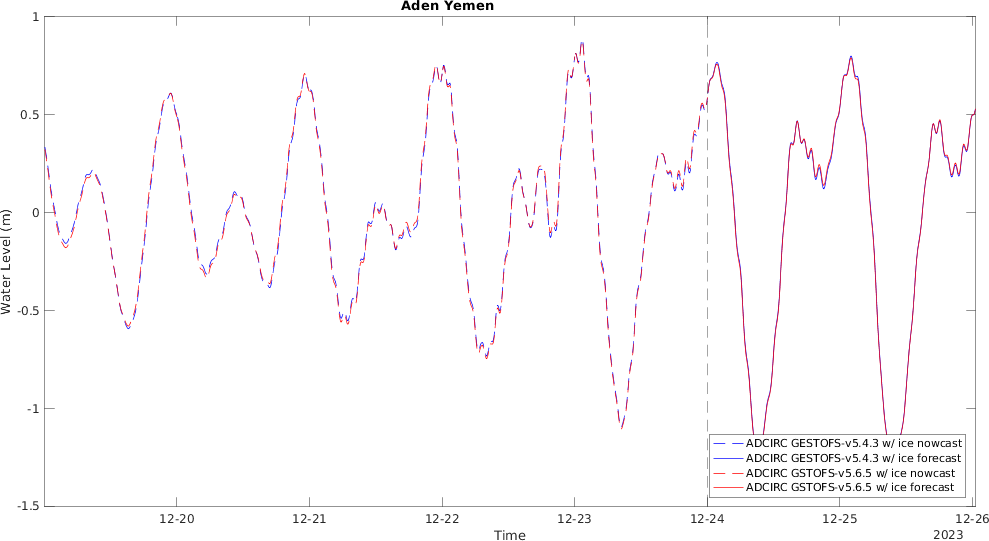 Aden Yemen
1
0.5
0
-0.5
-1
-1.5
Water Level (m)
12-20
12-21
12-22
12-23
12-24
12-25
12-26
Time
2023
ADCIRC GESTOFS-v5.4.3 w/ ice nowcast
ADCIRC GESTOFS-v5.4.3 w/ ice forecast
ADCIRC GSTOFS-v5.6.5 w/ ice nowcast
ADCIRC GSTOFS-v5.6.5 w/ ice forecast